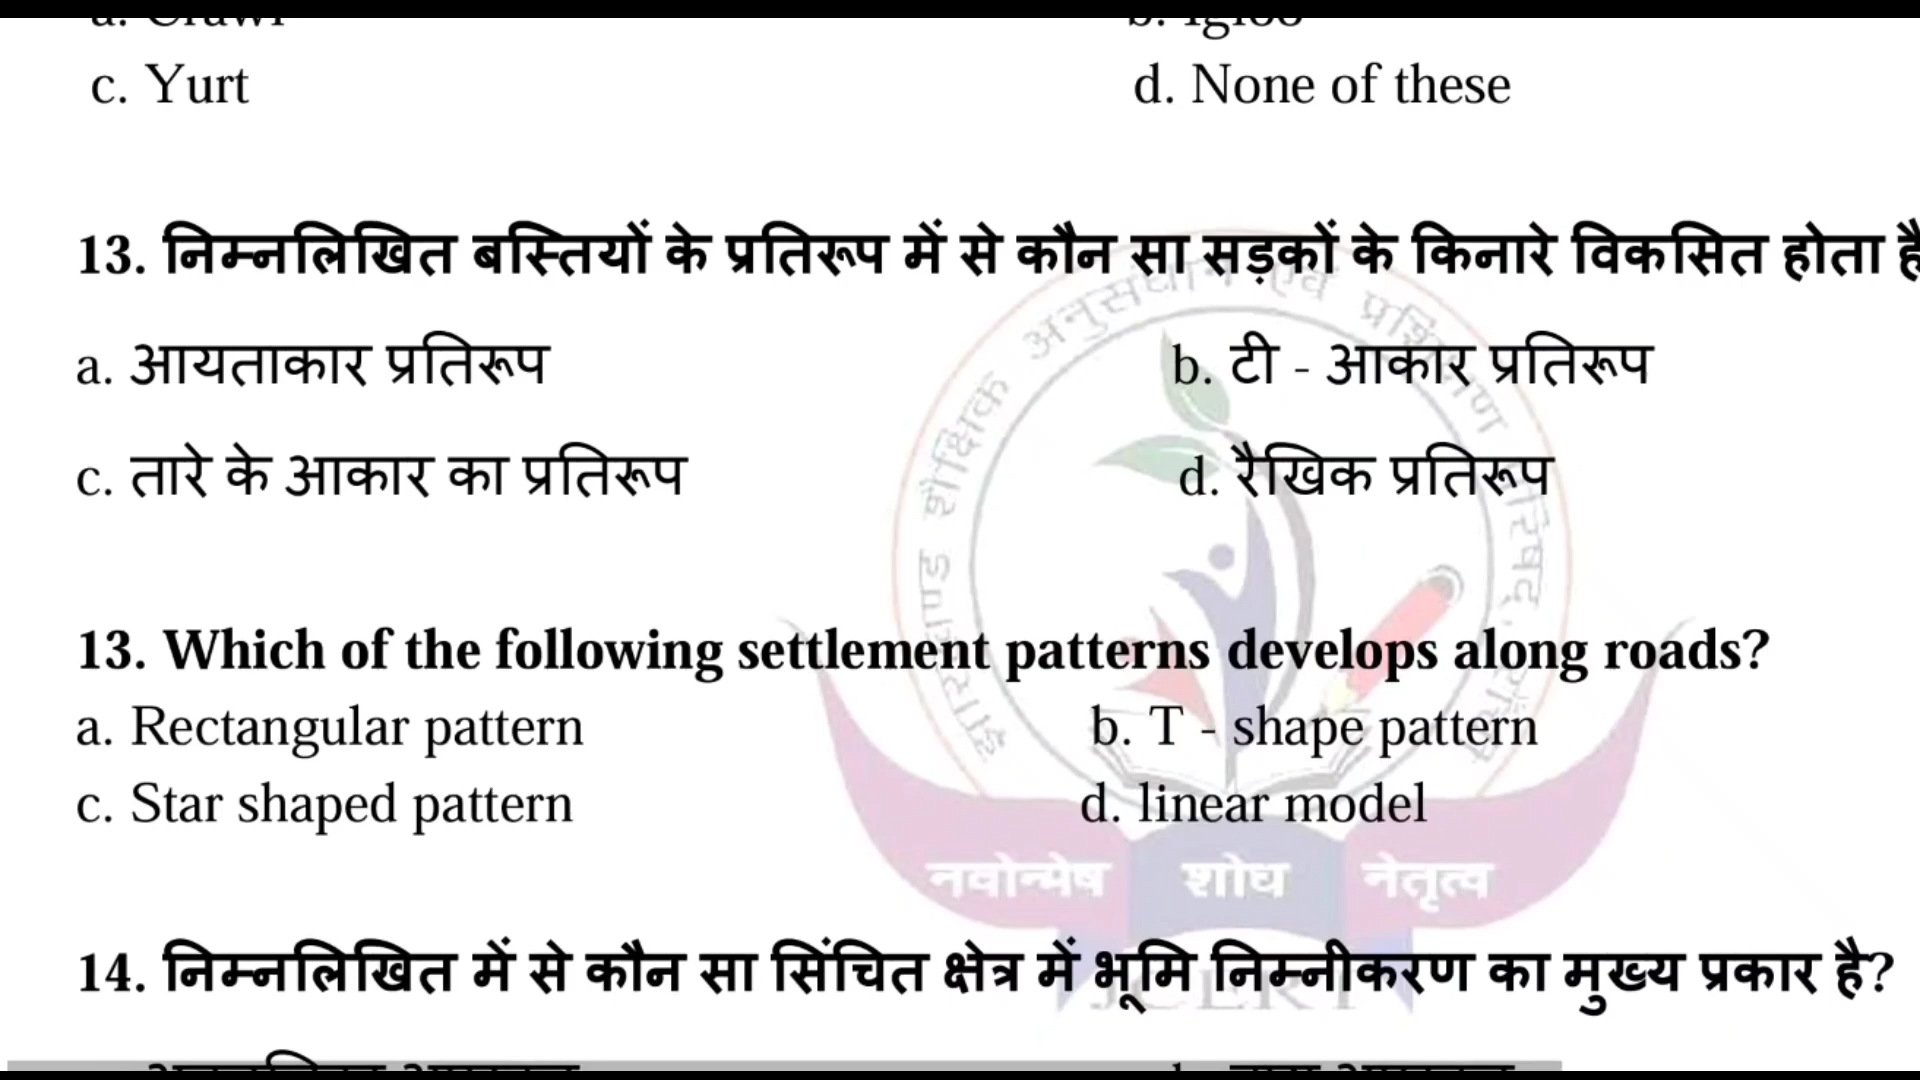 c. Yurt d. None of these
13. निम्नलिखित बस्तियों के प्रतिरूप में से कौन सा सड़कों के किनारे विकसित होता है
a. आयताकार प्रतिरूप b. टी - आकार प्रतिरूप
c. तारे के आकार का प्रतिरूप d. रैखिक प्रतिरूप
13. Which of the following settlement patterns develops along roads?
a. Rectangular pattern b. T - shape pattern
c. Star shaped pattern d. linear model
नवोन्मेष शोध नेतृत्व
14. निम्नलिखित में से कौन सा सिंचित क्षेत्र में भूमि निम्नीकरण का मुख्य प्रकार है?
JCERT